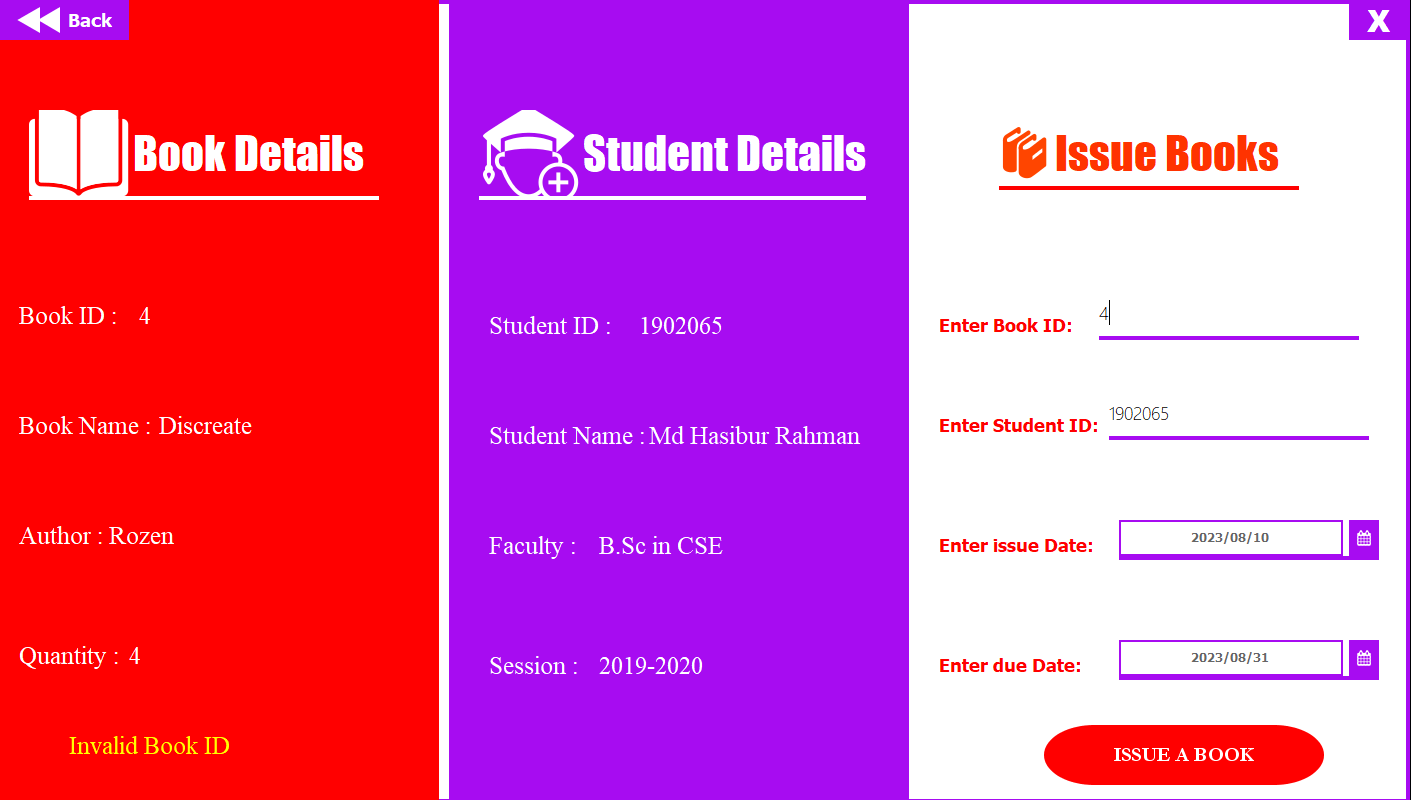 Back
X
Book Details
Book ID : 4
Book Name : Discreate
Author : Rozen
Quantity : 4
Invalid Book ID
Student Details
Student ID : 1902065
Student Name : Md Hasibur Rahman
Faculty : B.Sc in CSE
Session : 2019-2020
Issue Books
Enter Book ID: 4
Enter Student ID: 1902065
Enter issue Date: 2023/08/10
Enter due Date: 2023/08/31
ISSUE A BOOK